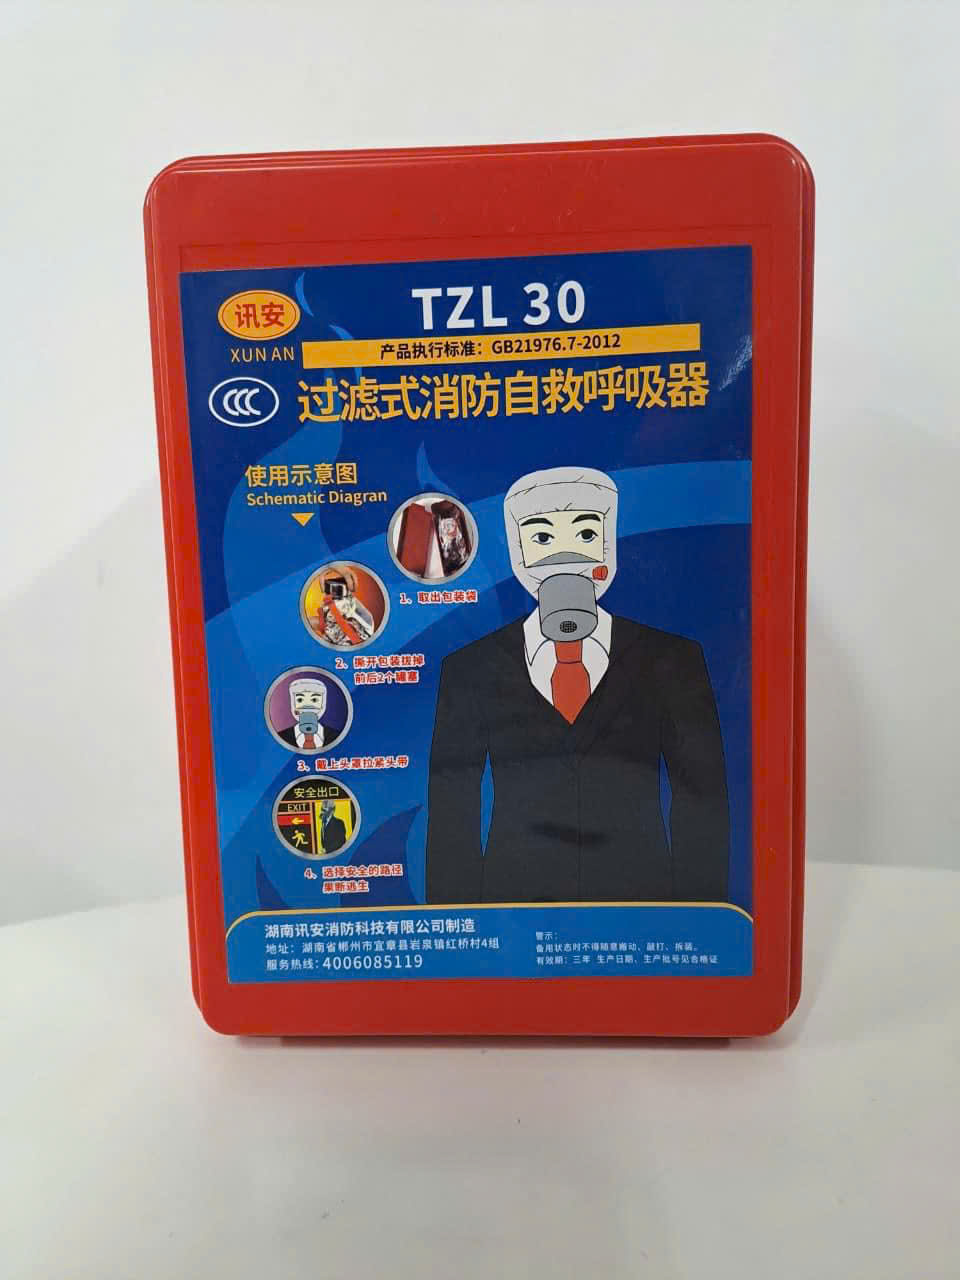 讯安
XUN AN
TZL 30
产品执行标准：GB21976.7-2012
CCC
过滤式消防自救呼吸器
使用示意图
Schematic Diagran
1、取出包装袋
2、撕开包装拔掉
前后2个罐塞
3、戴上头罩拉紧头带
安全出口
EXIT
4、选择安全的路径
果断逃生
湖南讯安消防科技有限公司制造
地址：湖南省郴州市宜章县岩泉镇红桥村4组
服务热线：4006085119
警示：
备用状态时不得随意搬动、敲打、拆装。
有效期：三年 生产日期、生产批号见合格证